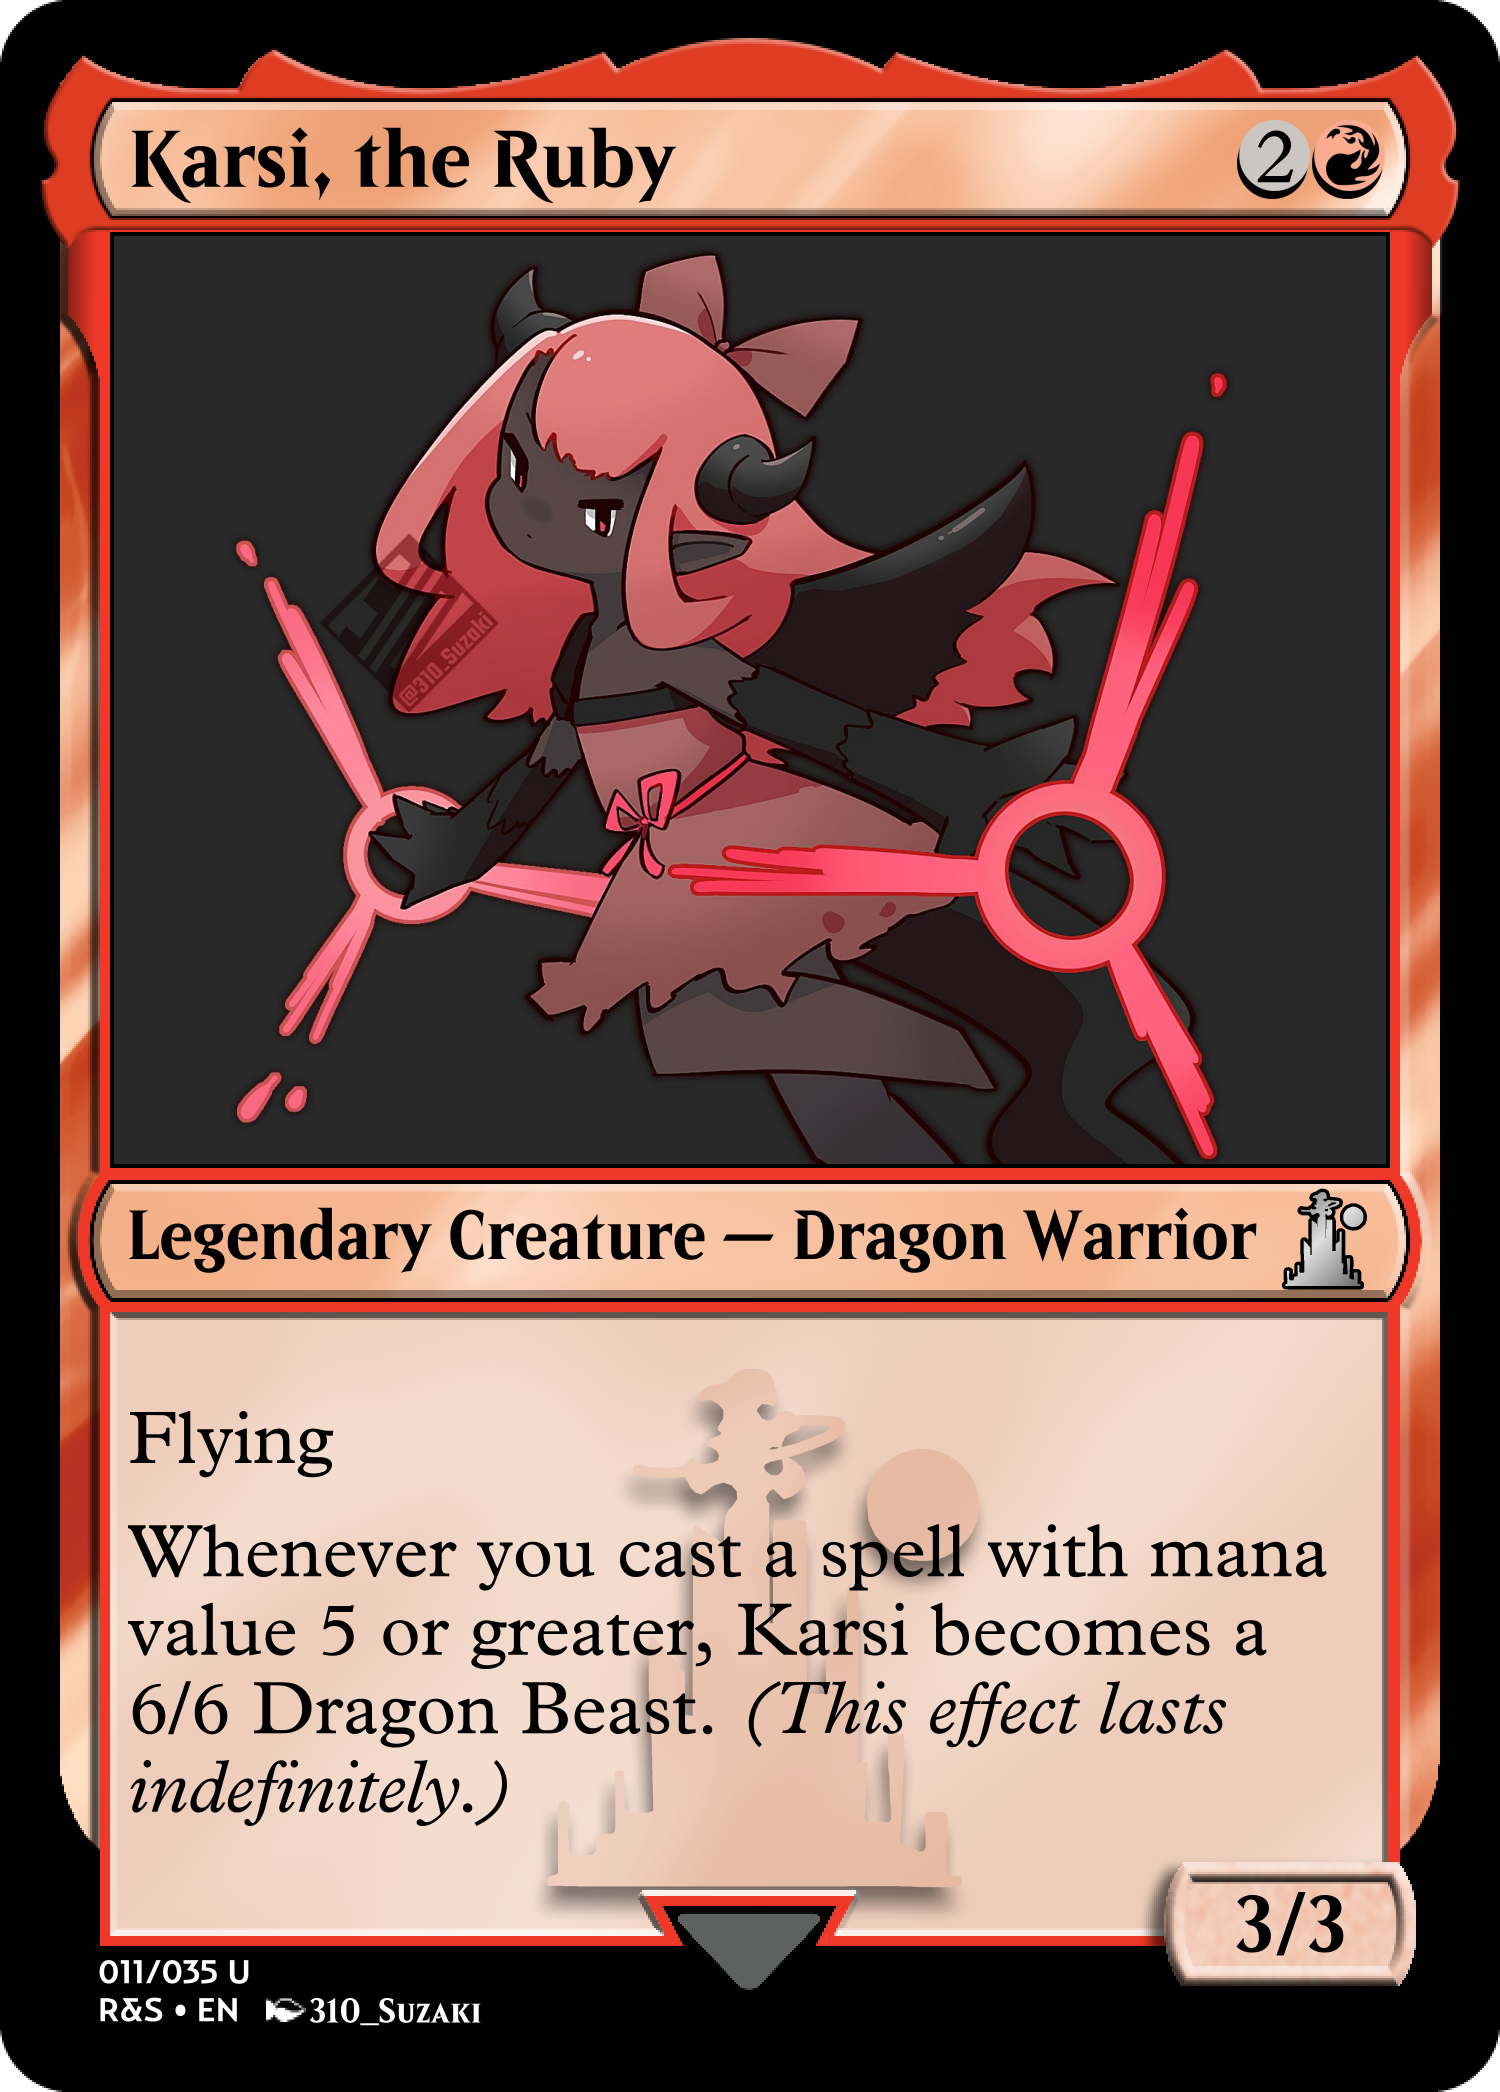 Karsi, the Ruby
2
@310_Suzaki
Legendary Creature — Dragon Warrior
Flying
Whenever you cast a spell with mana
value 5 or greater, Karsi becomes a
6/6 Dragon Beast. (This effect lasts
indefinitely.)
3/3
011/035 U
R&S • EN 310_Suzaki